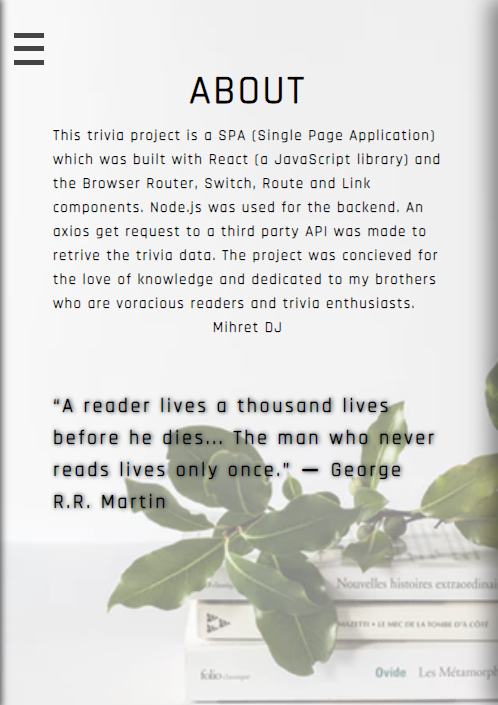 ABOUT
This trivia project is a SPA (Single Page Application)
which was built with React (a JavaScript library) and
the Browser Router, Switch, Route and Link
components. Node.js was used for the backend. An
axios get request to a third party API was made to
retrive the trivia data. The project was concieved for
the love of knowledge and dedicated to my brothers
who are voracious readers and trivia enthusiasts.
Mihret DJ
“A reader lives a thousand lives
before he dies... The man who never
reads lives only once.” — George
R.R. Martin
Nouvelles histoires extraordinai
MAZETTI • LE MEC DE LA TOMBE D'À CÔTÉ
folio classique Ovide Les Métamorph